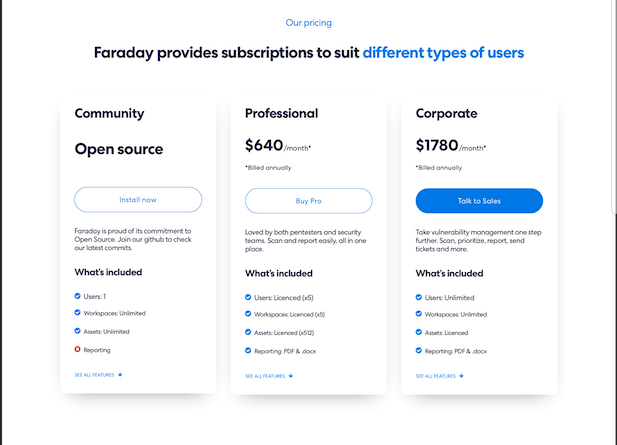 Our pricing
Faraday provides subscriptions to suit different types of users
Community
Open source
Install now
Faraday is proud of its commitment to
Open Source. Join our github to check
our latest commits.
What's included
Users: 1
Workspaces: Unlimited
Assets: Unlimited
Reporting
SEE ALL FEATURES
Professional
$640/month*
*Billed annually
Buy Pro
Loved by both pentesters and security
teams. Scan and report easily, all in one
place.
What's included
Users: Licenced (x5)
Workspaces: Licenced (x5)
Assets: Licenced (x512)
Reporting: PDF & .docx
SEE ALL FEATURES
Corporate
$1780/month*
*Billed annually
Talk to Sales
Take vulnerability management one step
further. Scan, prioritize, report, send
tickets and more.
What's included
Users: Unlimited
Workspaces: Unlimited
Assets: Licenced
Reporting: PDF & .docx
SEE ALL FEATURES